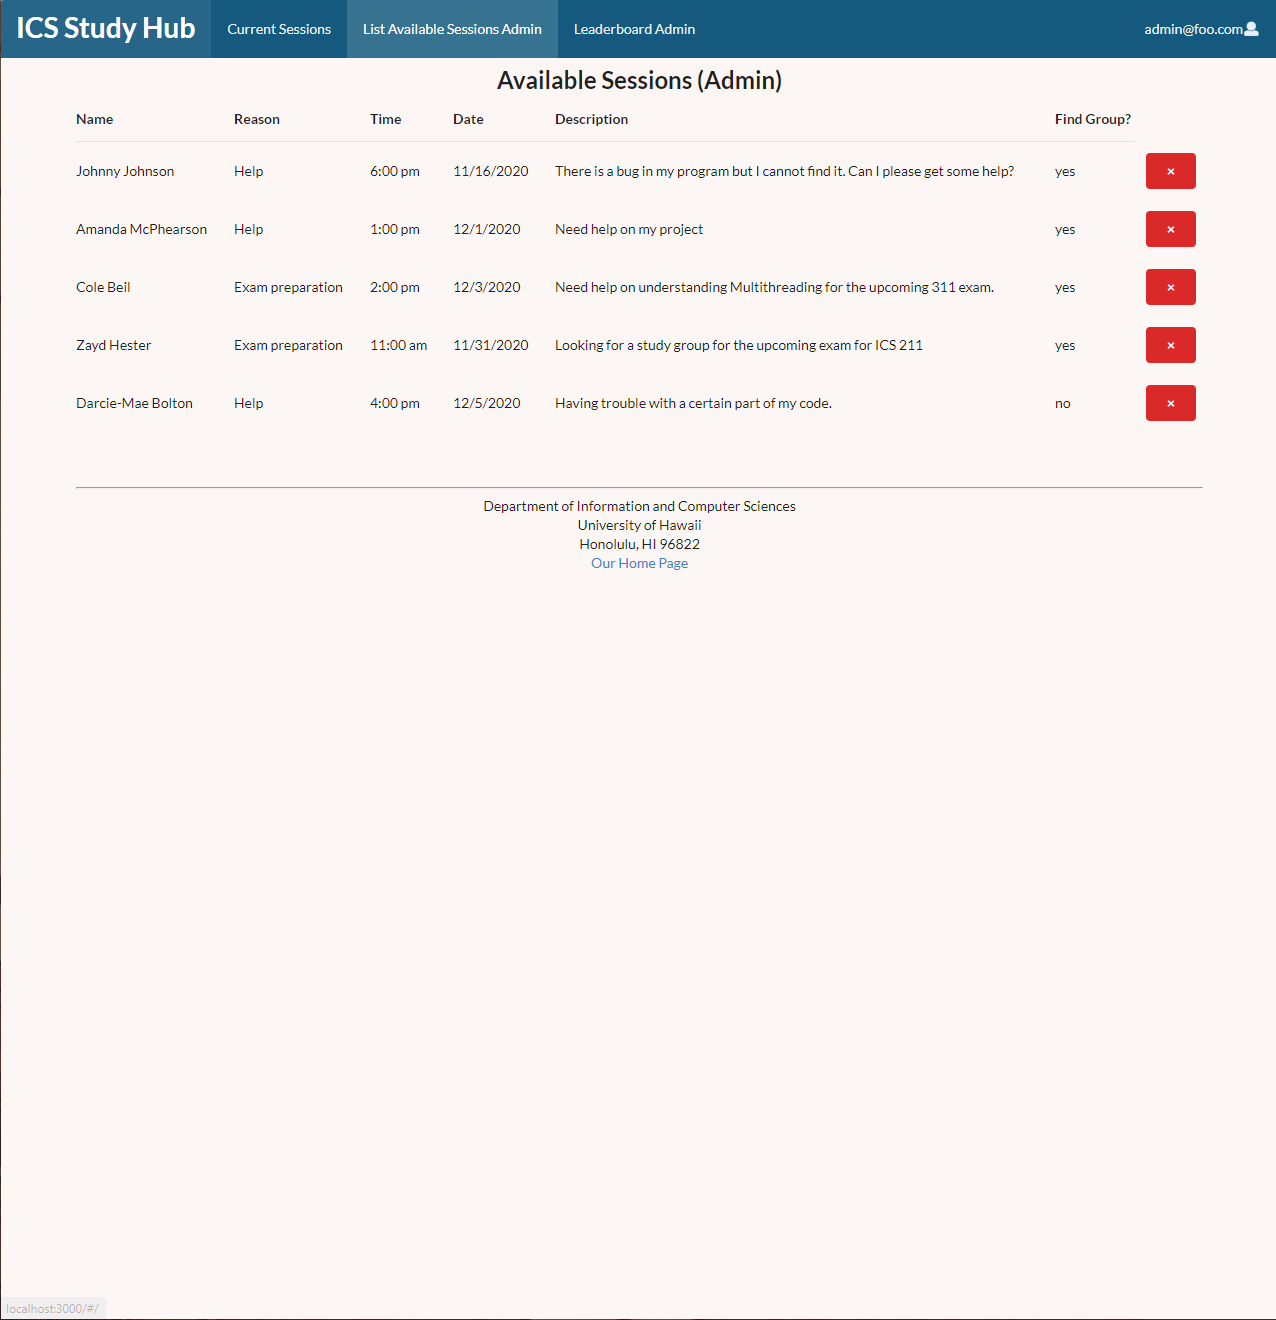 ICS Study Hub Current Sessions List Available Sessions Admin Leaderboard Admin admin@foo.com
Available Sessions (Admin)
Name Reason Time Date Description Find Group?
Johnny Johnson Help 6:00 pm 11/16/2020 There is a bug in my program but I cannot find it. Can I please get some help? yes
Amanda McPhearson Help 1:00 pm 12/1/2020 Need help on my project yes
Cole Beil Exam preparation 2:00 pm 12/3/2020 Need help on understanding Multithreading for the upcoming 311 exam. yes
Zayd Hester Exam preparation 11:00 am 11/31/2020 Looking for a study group for the upcoming exam for ICS 211 yes
Darcie-Mae Bolton Help 4:00 pm 12/5/2020 Having trouble with a certain part of my code. no
Department of Information and Computer Sciences
University of Hawaii
Honolulu, HI 96822
Our Home Page
localhost:3000/#/